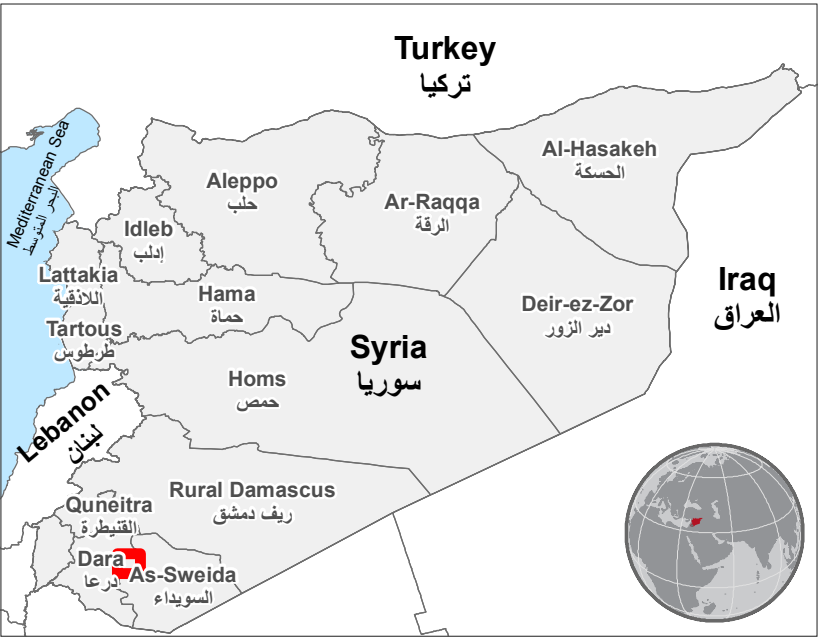 Turkey
تركيا
Al-Hasakeh
الحسكة
Aleppo
حلب
Ar-Raqqa
الرقة
Mediterranean Sea
البحر المتوسط
Idleb
إدلب
Lattakia
اللاذقية
Hama
حماة
Deir-ez-Zor
دير الزور
Iraq
العراق
Tartous
طرطوس
Syria
سوريا
Homs
حمص
Lebanon
لبنان
Rural Damascus
ريف دمشق
Quneitra
القنيطرة
Dara
درعا
As-Sweida
السويداء